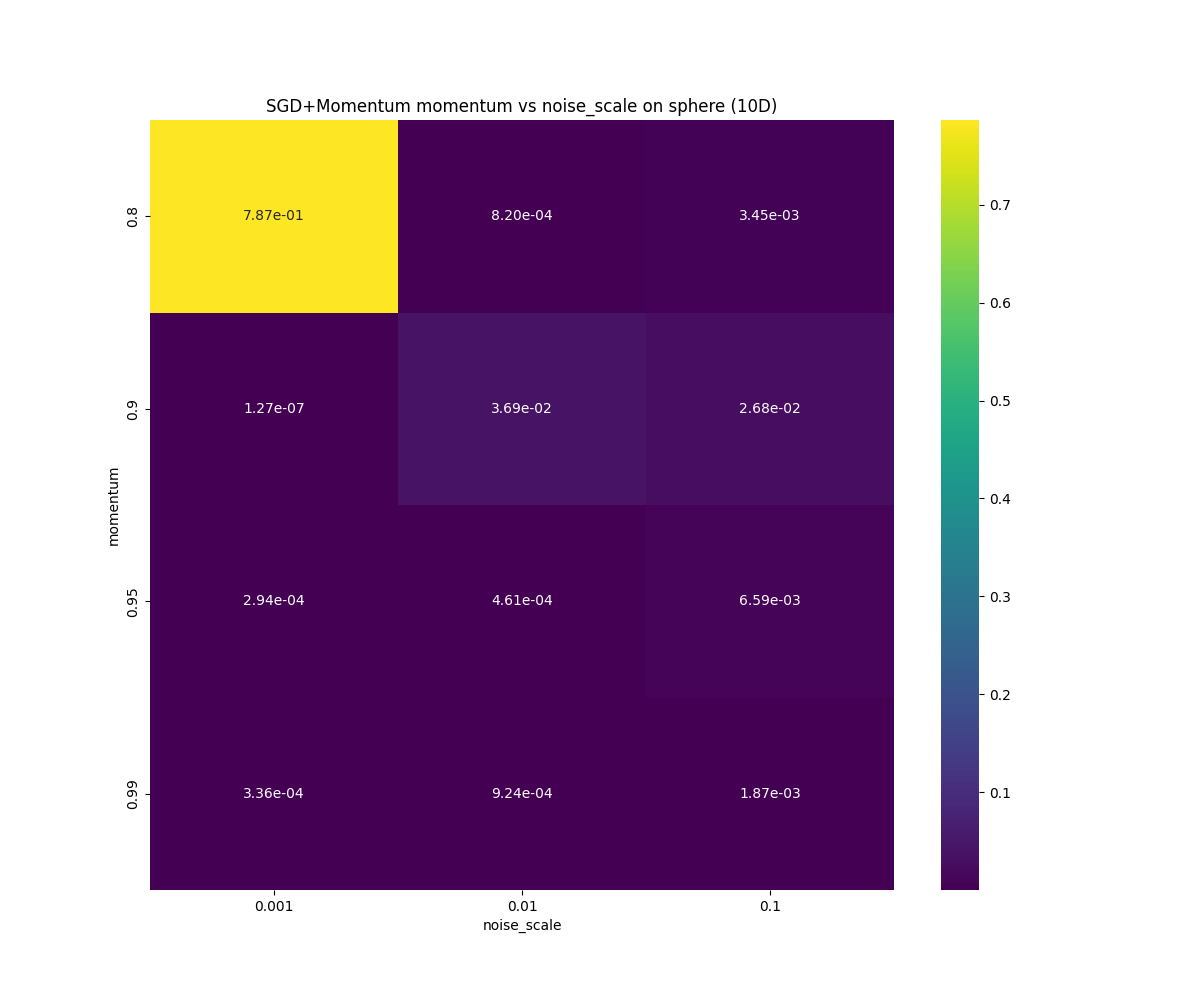 SGD+Momentum momentum vs noise_scale on sphere (10D)
momentum
0.8
7.87e-01
8.20e-04
3.45e-03
0.9
1.27e-07
3.69e-02
2.68e-02
0.95
2.94e-04
4.61e-04
6.59e-03
0.99
3.36e-04
9.24e-04
1.87e-03
0.001
0.01
0.1
noise_scale
0.7
0.6
0.5
0.4
0.3
0.2
0.1